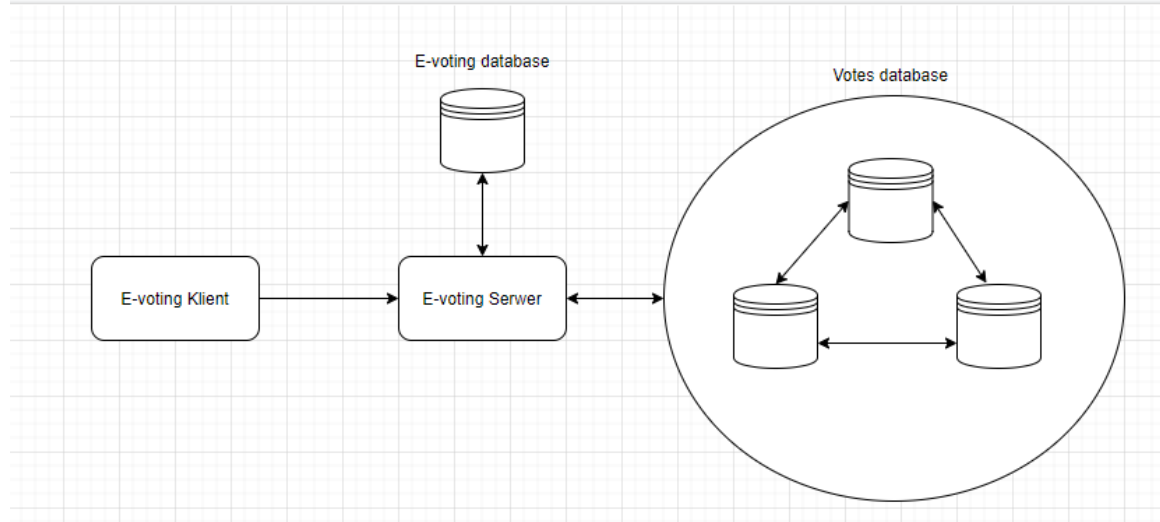 E-voting database
Votes database
E-voting Klient
E-voting Serwer